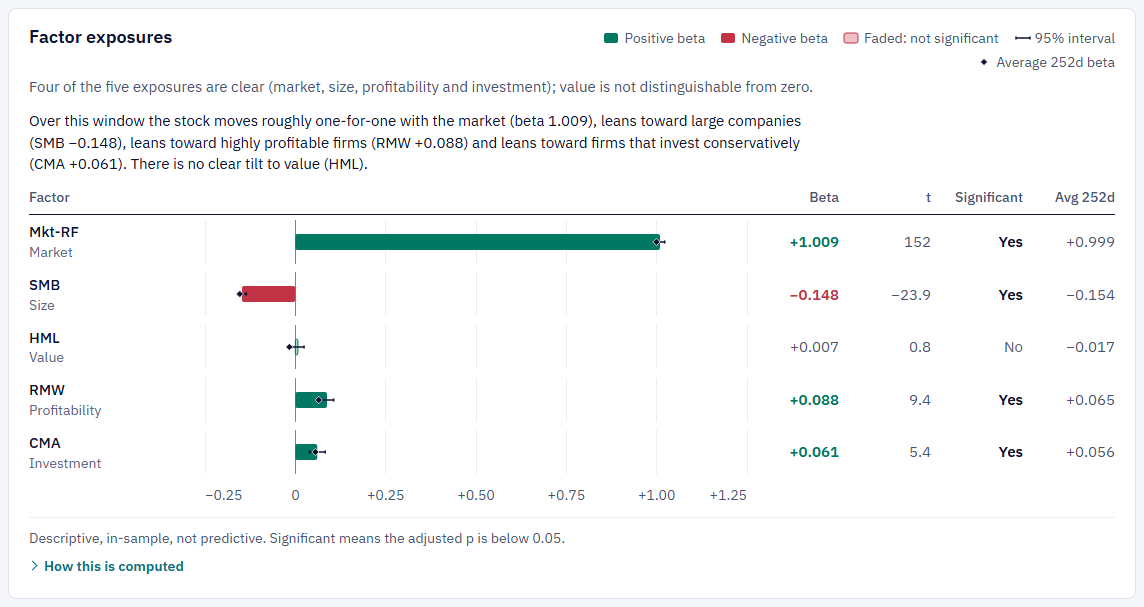 Factor exposures
Positive beta Negative beta Faded: not significant 95% interval
Average 252d beta
Four of the five exposures are clear (market, size, profitability and investment); value is not distinguishable from zero.
Over this window the stock moves roughly one-for-one with the market (beta 1.009), leans toward large companies
(SMB −0.148), leans toward highly profitable firms (RMW +0.088) and leans toward firms that invest conservatively
(CMA +0.061). There is no clear tilt to value (HML).
Factor Beta t Significant Avg 252d
Mkt-RF
Market +1.009 152 Yes +0.999
SMB
Size −0.148 −23.9 Yes −0.154
HML
Value +0.007 0.8 No −0.017
RMW
Profitability +0.088 9.4 Yes +0.065
CMA
Investment +0.061 5.4 Yes +0.056
−0.25 0 +0.25 +0.50 +0.75 +1.00 +1.25
Descriptive, in-sample, not predictive. Significant means the adjusted p is below 0.05.
How this is computed